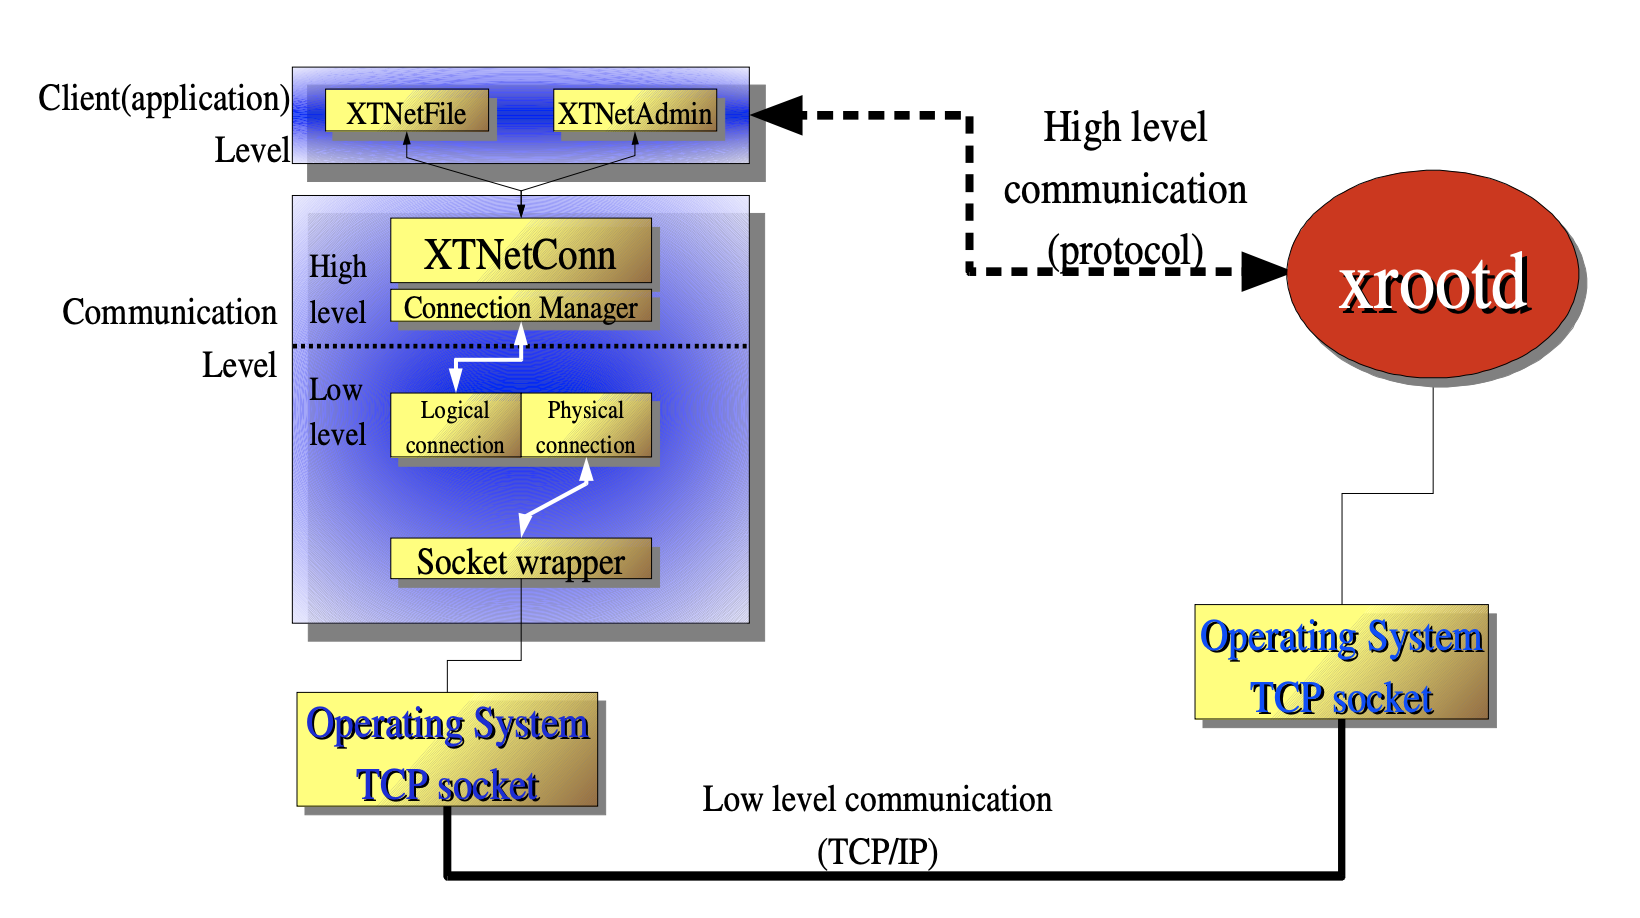 Client(application)
Level
XTNetFile
XTNetAdmin
High level
communication
(protocol)
xrootd
Communication
Level
High
level
XTNetConn
Connection Manager
Low
level
Logical
connection
Physical
connection
Socket wrapper
Operating System
TCP socket
Operating System
TCP socket
Low level communication
(TCP/IP)